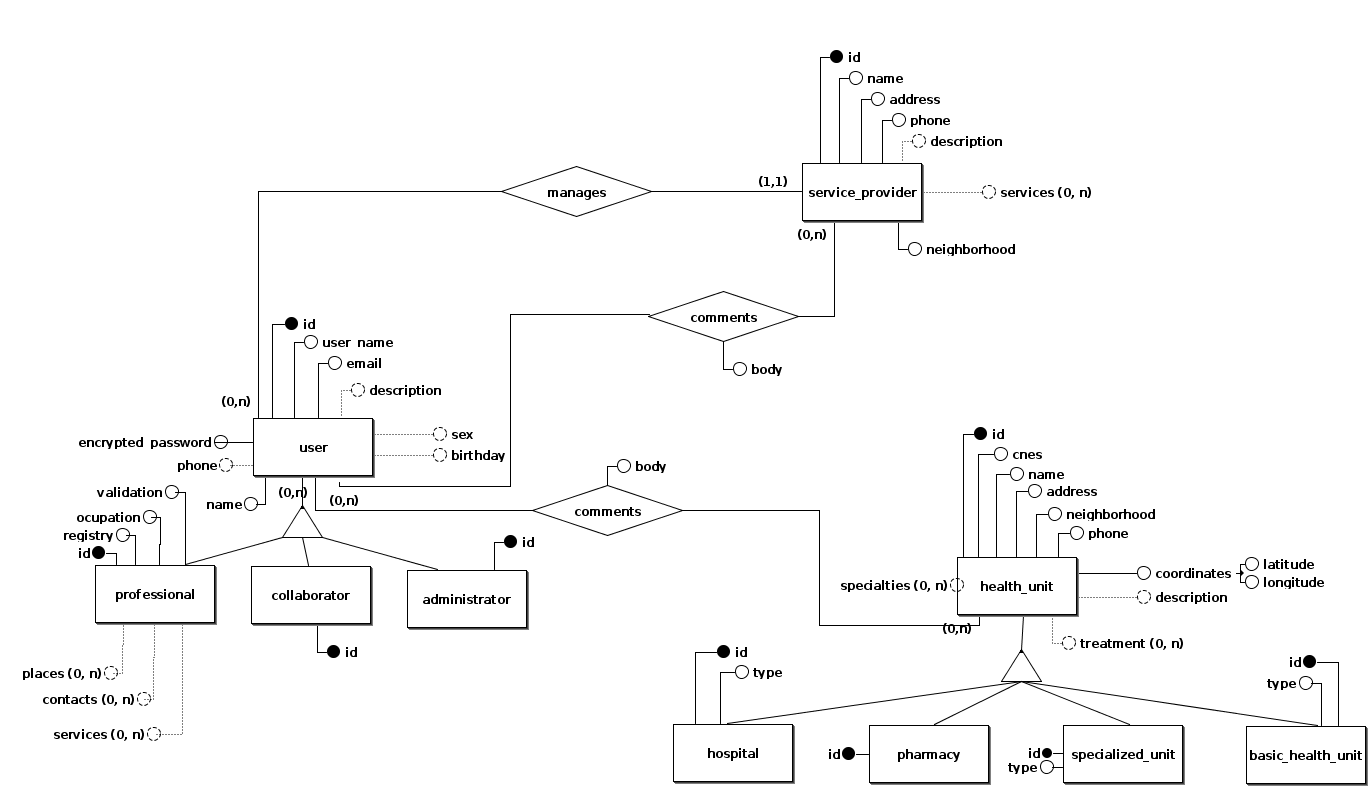 id
name
address
phone
description
(1,1)
manages
service_provider
services (0, n)
(0,n)
neighborhood
comments
body
id
user name
email
description
(0,n)
encrypted password
user
sex
birthday
phone
name
(0,n)
(0,n)
validation
ocupation
registry
id
professional
collaborator
administrator
id
id
places (0, n)
contacts (0, n)
services (0, n)
body
comments
id
cnes
name
address
neighborhood
phone
specialties (0, n)
health_unit
coordinates
latitude
longitude
description
(0,n)
treatment (0, n)
id
type
hospital
id
pharmacy
id
type
specialized_unit
id
type
basic_health_unit